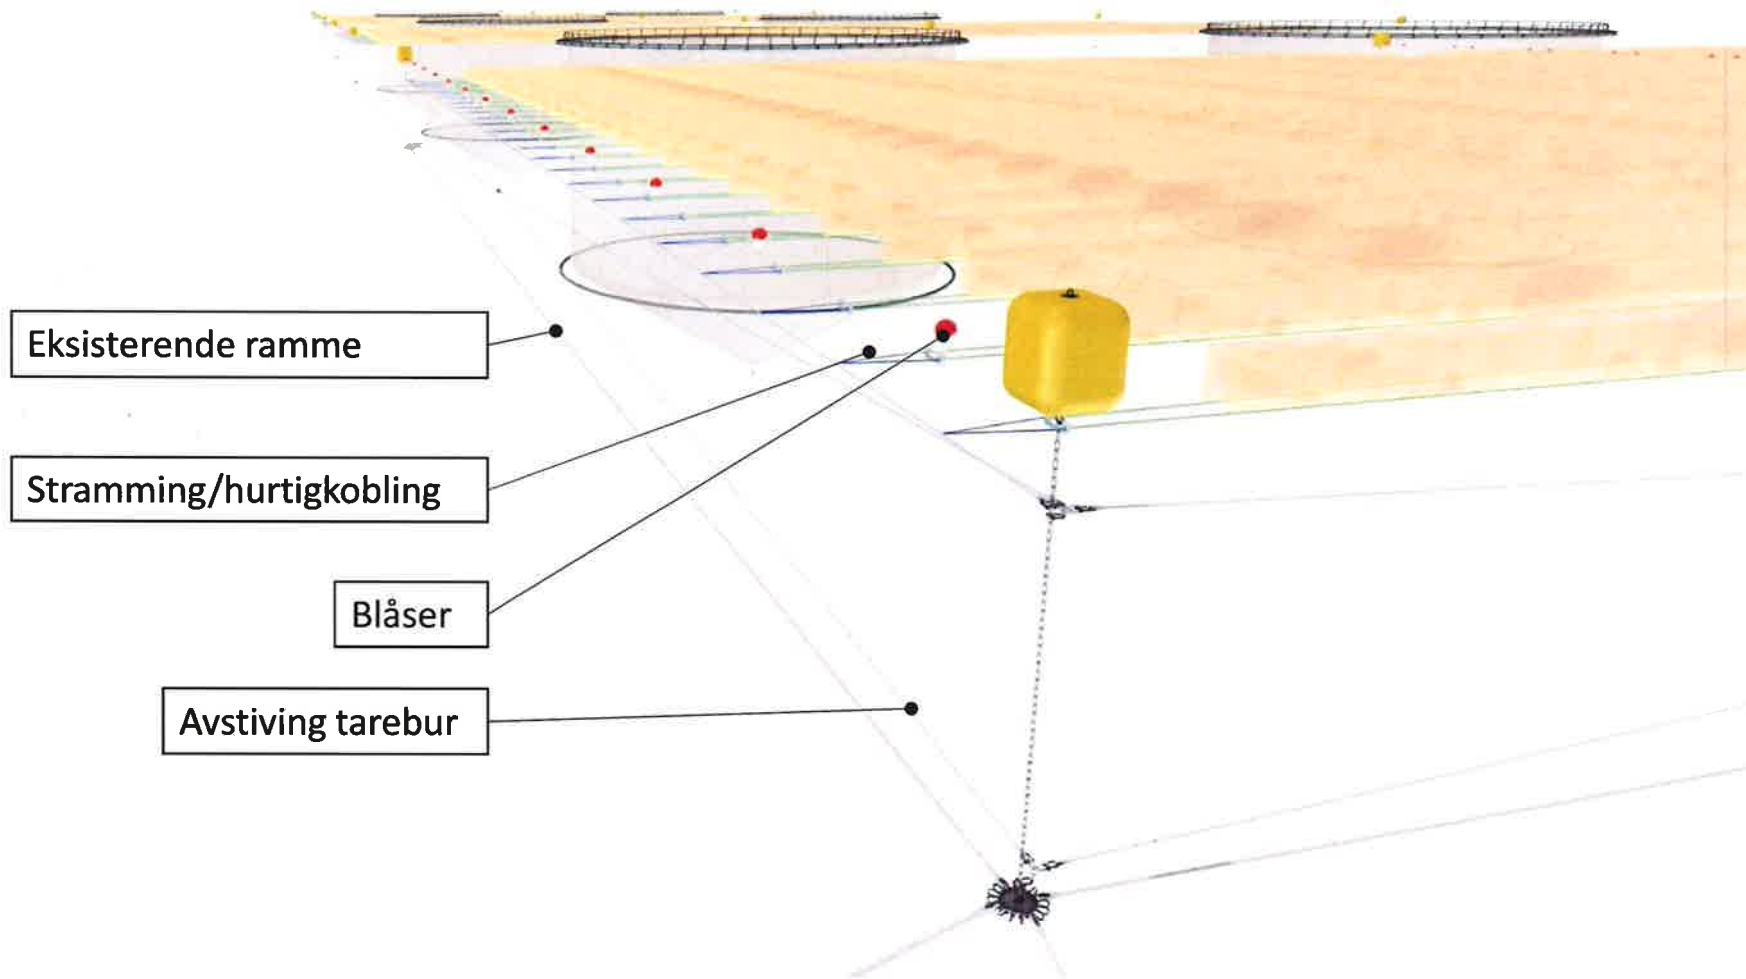 Eksisterende ramme
Stramming/hurtigkobling
Blåser
Avstiving tarebur